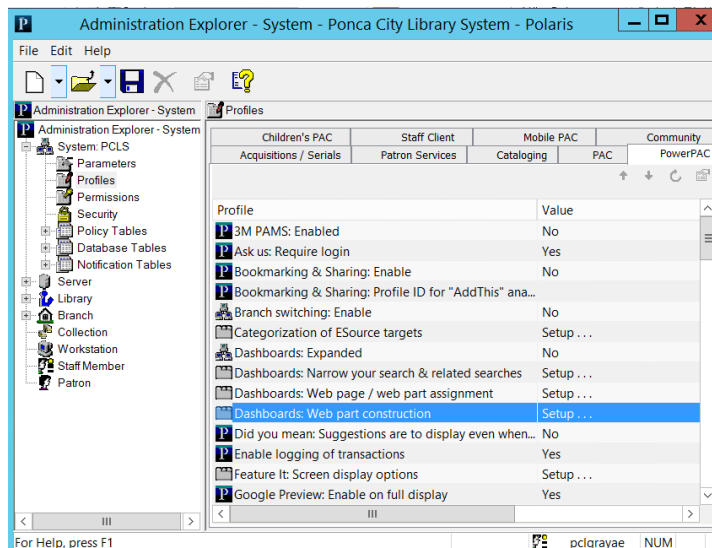 Administration Explorer - System - Ponca City Library System - Polaris
File Edit Help
Administration Explorer - System
Profiles
Administration Explorer - System
System: PCLS
Parameters
Profiles
Permissions
Security
Policy Tables
Database Tables
Notification Tables
Server
Library
Branch
Collection
Workstation
Staff Member
Patron
Children's PAC Staff Client Mobile PAC Community
Acquisitions / Serials Patron Services Cataloging PAC PowerPAC
Profile Value
3M PAMS: Enabled No
Ask us: Require login Yes
Bookmarking & Sharing: Enable No
Bookmarking & Sharing: Profile ID for "AddThis" ana...
Branch switching: Enable No
Categorization of ESource targets Setup . . .
Dashboards: Expanded No
Dashboards: Narrow your search & related searches Setup . . .
Dashboards: Web page / web part assignment Setup . . .
Dashboards: Web part construction Setup . . .
Did you mean: Suggestions are to display even when... No
Enable logging of transactions Yes
Feature It: Screen display options Setup . . .
Google Preview: Enable on full display Yes
For Help, press F1 pclgrayae NUM